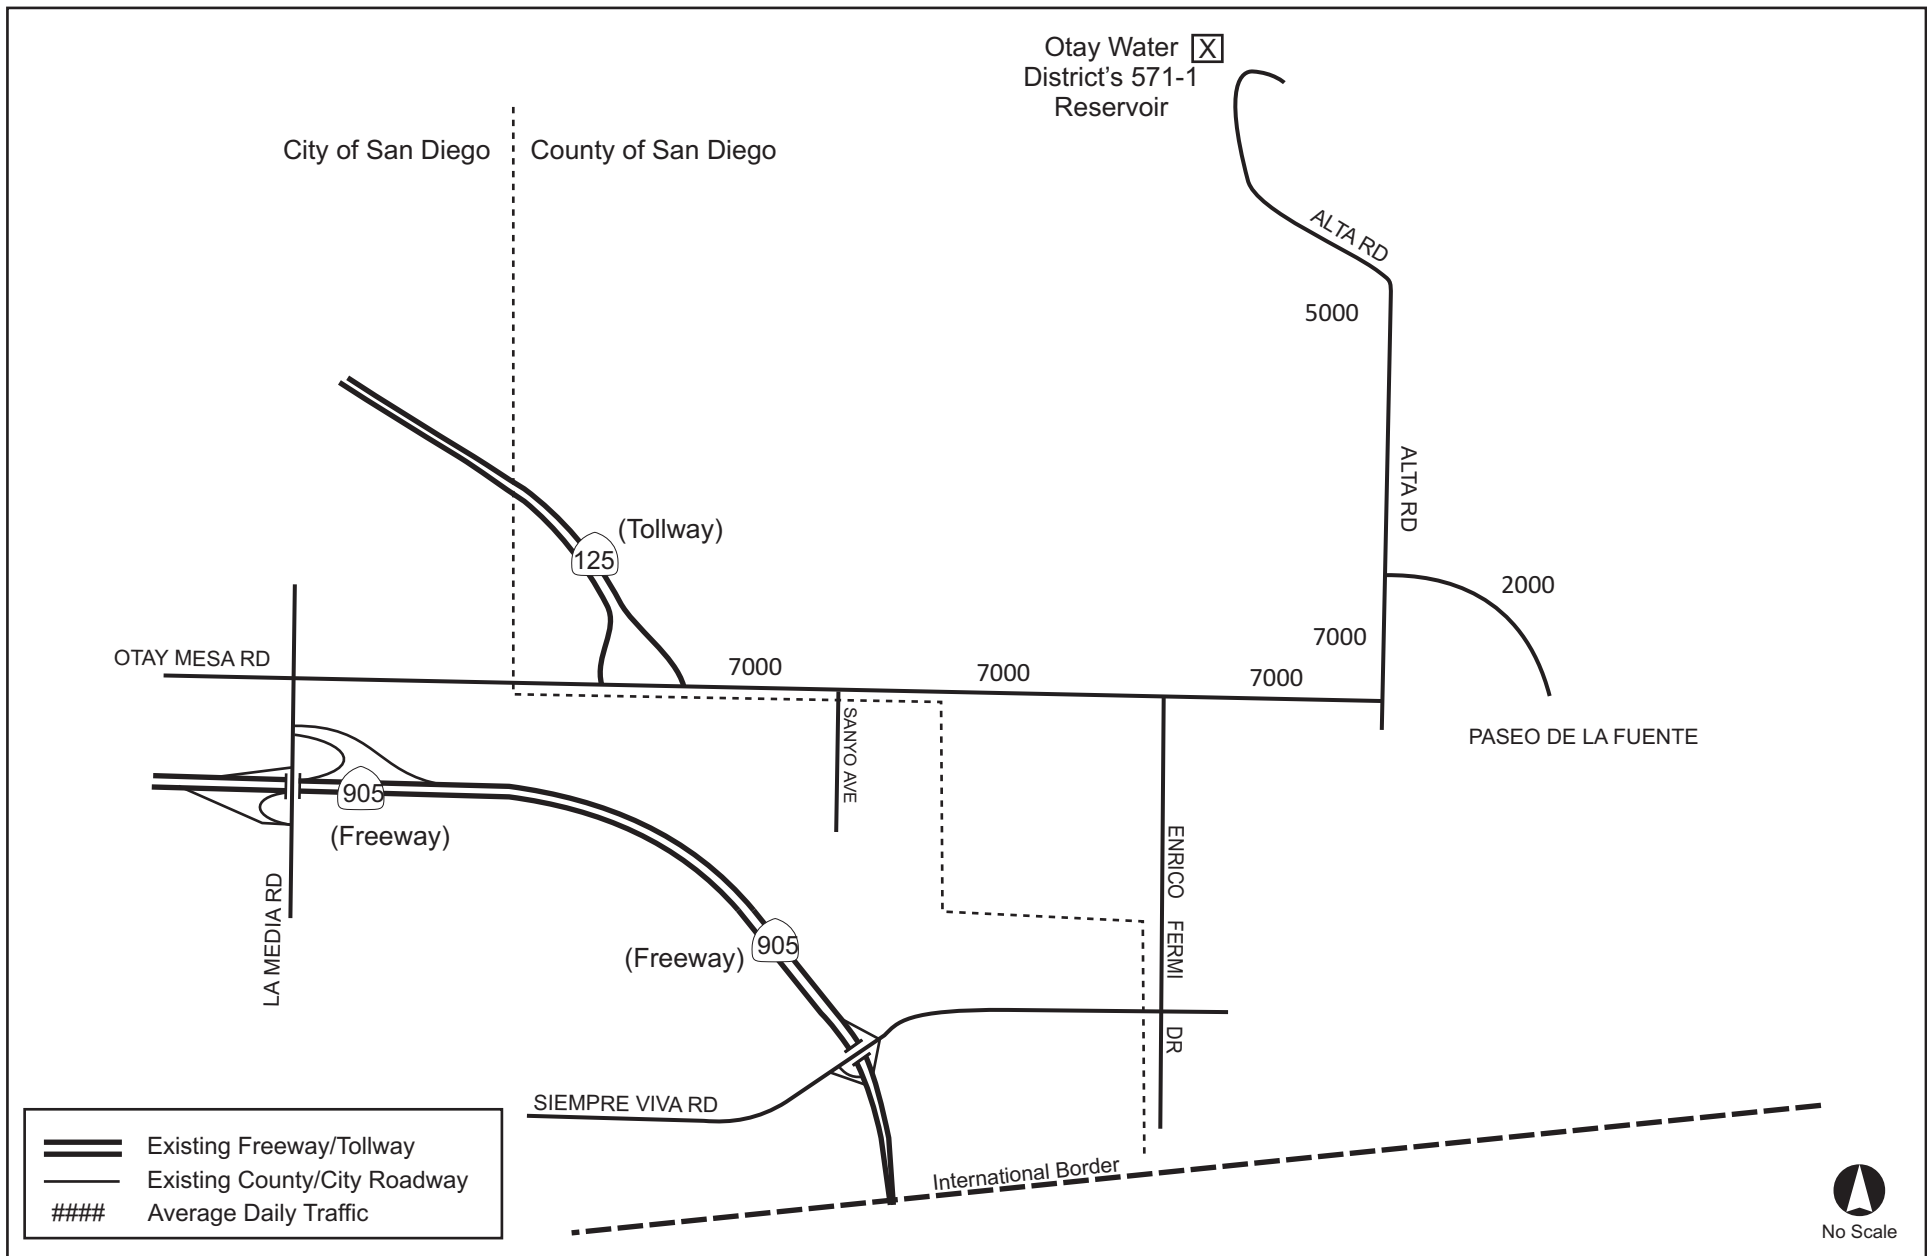 Otay Water X
District's 571-1
Reservoir
City of San Diego
County of San Diego
ALTA RD
5000
ALTA RD
(Tollway)
125
2000
7000
OTAY MESA RD
7000
7000
7000
SANYO AVE
PASEO DE LA FUENTE
905
(Freeway)
ENRICO FERMI DR
LA MEDIA RD
905
(Freeway)
SIEMPRE VIVA RD
International Border
Existing Freeway/Tollway
Existing County/City Roadway
#### Average Daily Traffic
No Scale